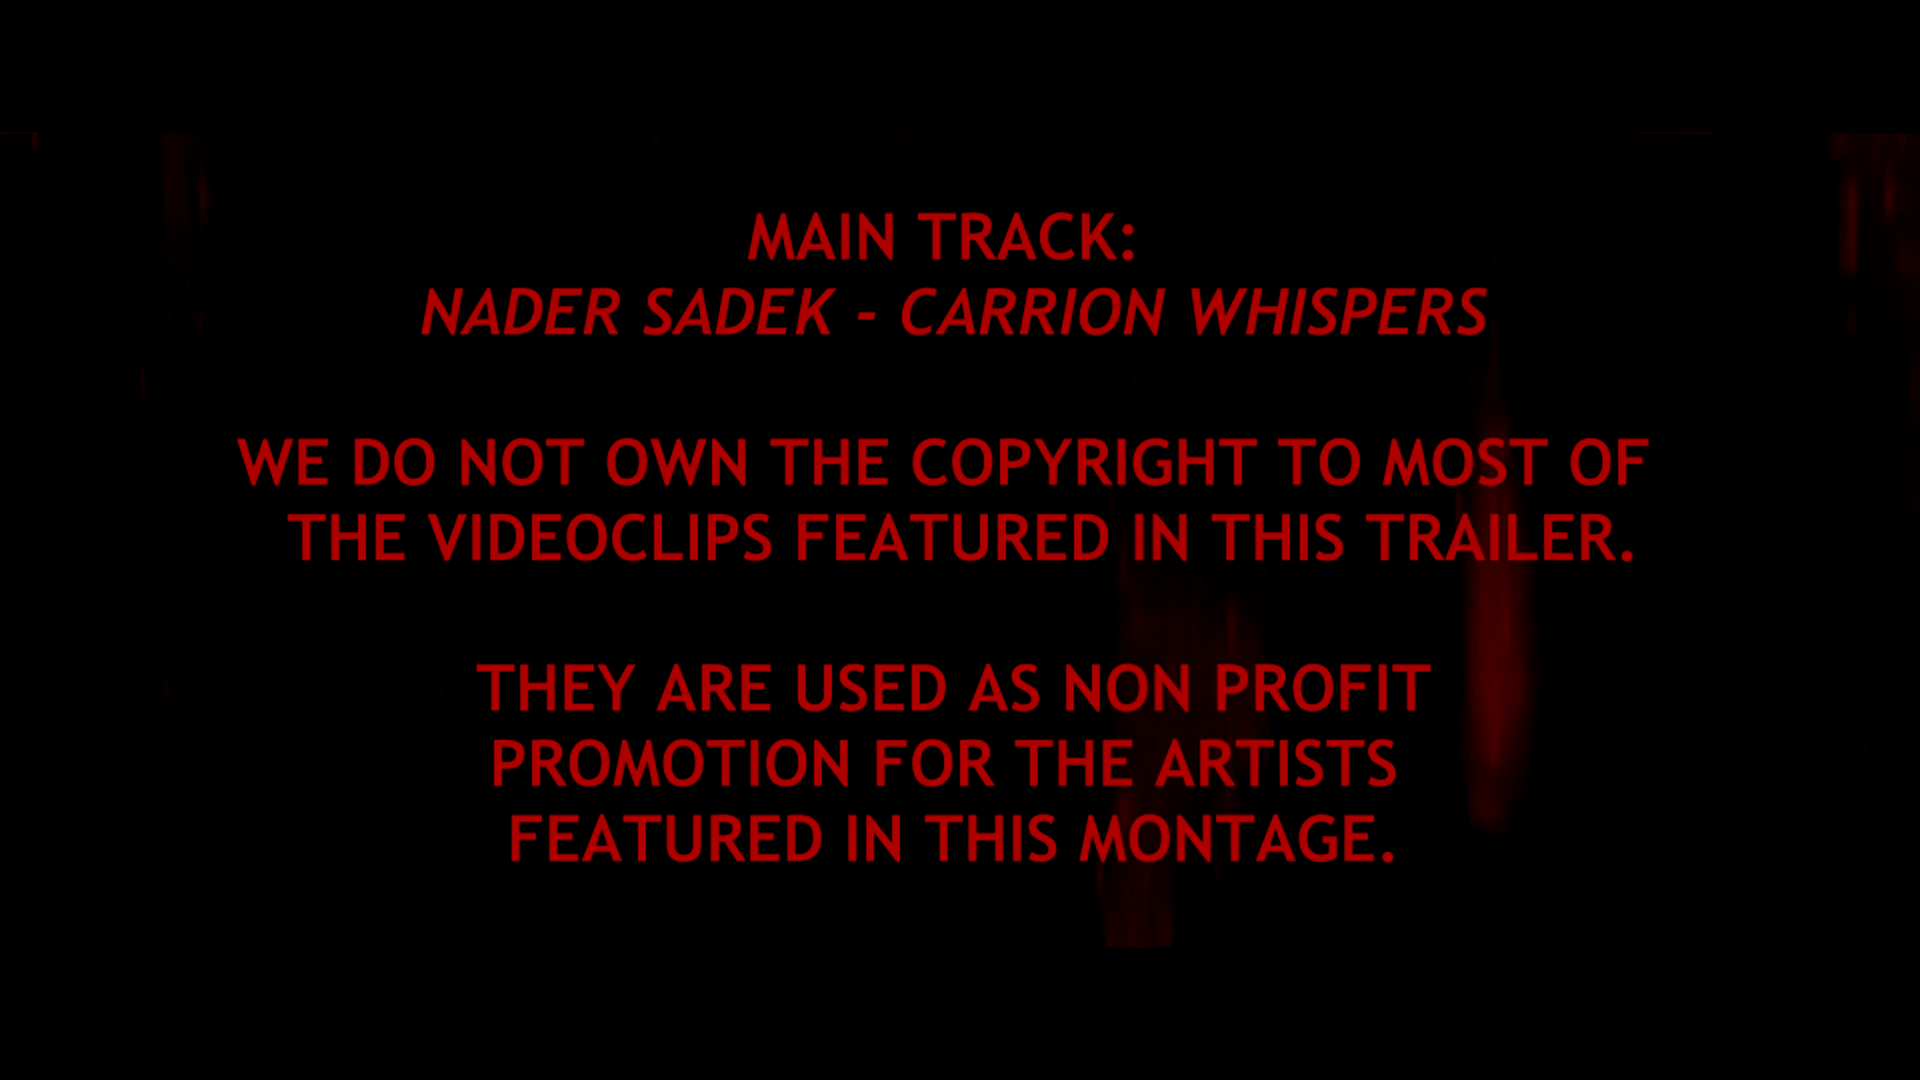 MAIN TRACK:
NADER SADEK - CARRION WHISPERS
WE DO NOT OWN THE COPYRIGHT TO MOST OF
THE VIDEOCLIPS FEATURED IN THIS TRAILER.
THEY ARE USED AS NON PROFIT
PROMOTION FOR THE ARTISTS
FEATURED IN THIS MONTAGE.